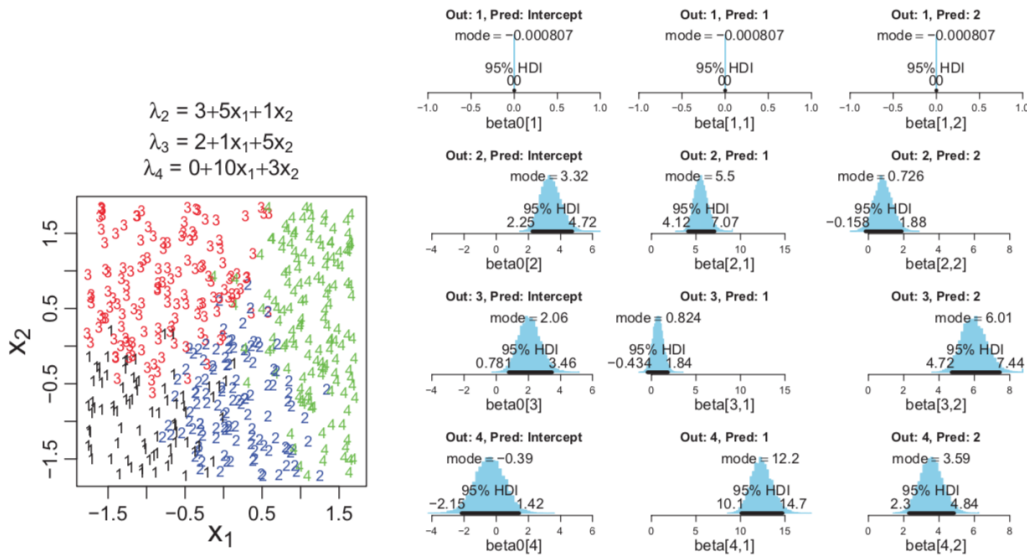 λ2 = 3+5x1+1x2
λ3 = 2+1x1+5x2
λ4 = 0+10x1+3x2
x2
1.5
0.5
−0.5
−1.5
−1.5 −0.5 0.5 1.5
x1
Out: 1, Pred: Intercept
mode = −0.000807
95% HDI
0 0
−1.0 −0.5 0.0 0.5 1.0
beta0[1]
Out: 1, Pred: 1
mode = −0.000807
95% HDI
0 0
−1.0 −0.5 0.0 0.5 1.0
beta[1,1]
Out: 1, Pred: 2
mode = −0.000807
95% HDI
0 0
−1.0 −0.5 0.0 0.5 1.0
beta[1,2]
Out: 2, Pred: Intercept
mode = 3.32
95% HDI
2.25 4.72
−4 −2 0 2 4 6
beta0[2]
Out: 2, Pred: 1
mode = 5.5
95% HDI
4.12 7.07
0 5 10 15
beta[2,1]
Out: 2, Pred: 2
mode = 0.726
95% HDI
−0.158 1.88
0 2 4 6 8
beta[2,2]
Out: 3, Pred: Intercept
mode = 2.06
95% HDI
0.781 3.46
−4 −2 0 2 4 6
beta0[3]
Out: 3, Pred: 1
mode = 0.824
95% HDI
−0.434 1.84
0 5 10 15
beta[3,1]
Out: 3, Pred: 2
mode = 6.01
95% HDI
4.72 7.44
0 2 4 6 8
beta[3,2]
Out: 4, Pred: Intercept
mode = −0.39
95% HDI
−2.15 1.42
−4 −2 0 2 4 6
beta0[4]
Out: 4, Pred: 1
mode = 12.2
95% HDI
10.1 14.7
0 5 10 15
beta[4,1]
Out: 4, Pred: 2
mode = 3.59
95% HDI
2.3 4.84
0 2 4 6 8
beta[4,2]